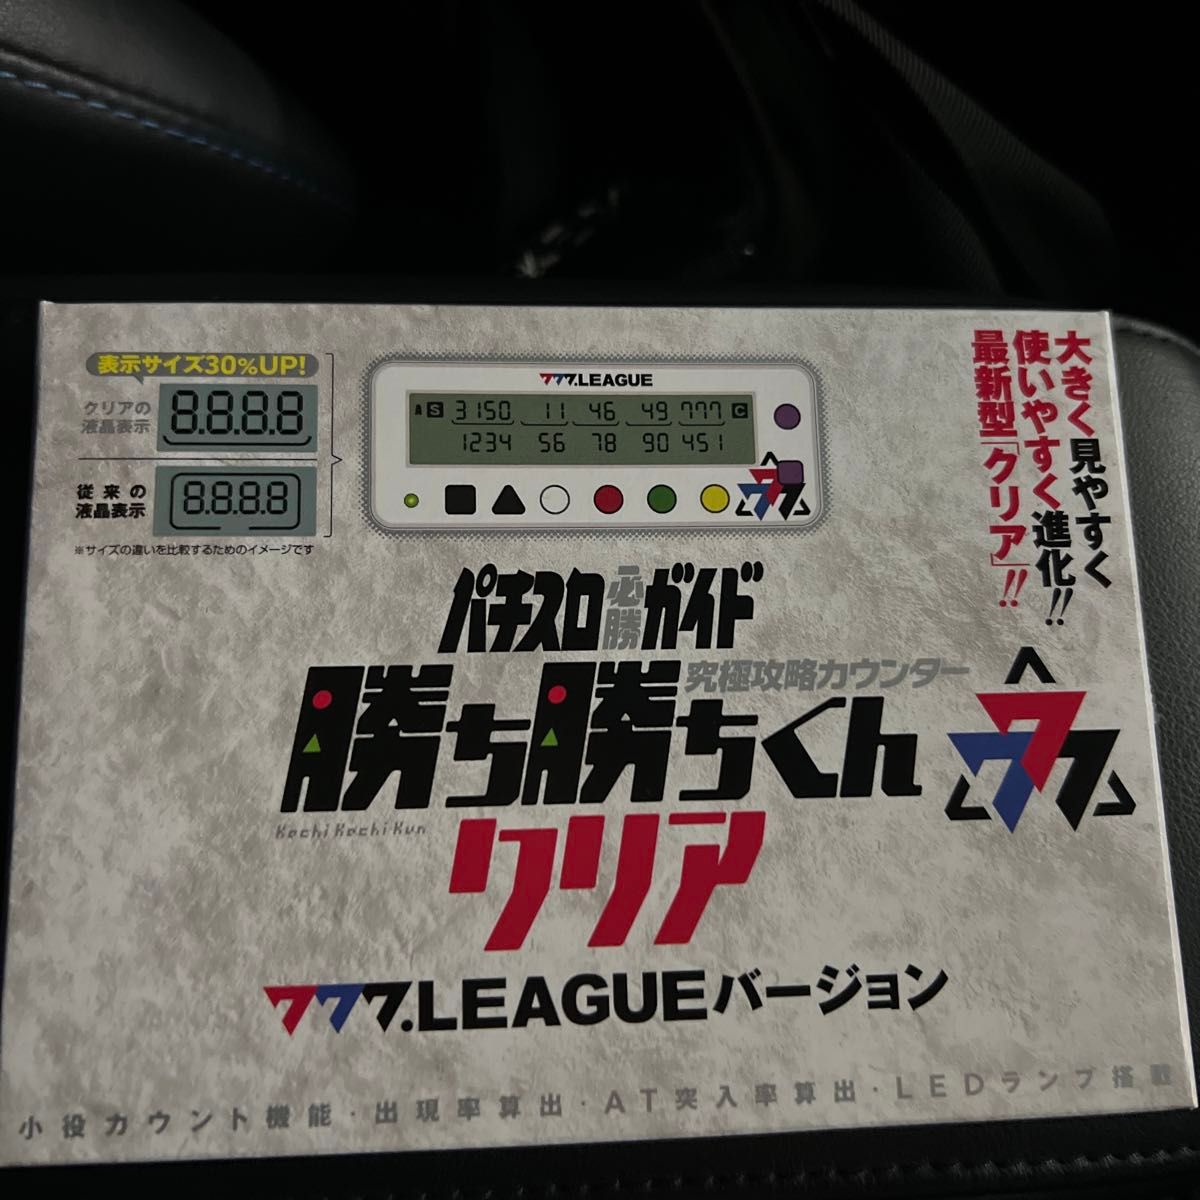 表示サイズ30%UP!
クリアの
液晶表示
8.8.8.8
従来の
液晶表示
8.8.8.8
※サイズの違いを比較するためのイメージです
777.LEAGUE
A S 3150 11 46 49 777 C
1234 56 78 90 451
777
大きく見やすく
使いやすく進化!!
最新型「クリア」!!
パチスロ必勝ガイド
究極攻略カウンター
勝ち勝ちくん
KachiKachiKun
クリア
777
777.LEAGUEバージョン
小役カウント機能・出現率算出・AT突入率算出・LEDランプ搭載